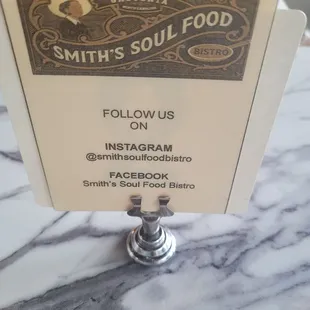 SMITH'S SOUL FOOD
BISTRO
FOLLOW US
ON
INSTAGRAM
@smithsoulfoodbistro
FACEBOOK
Smith's Soul Food Bistro